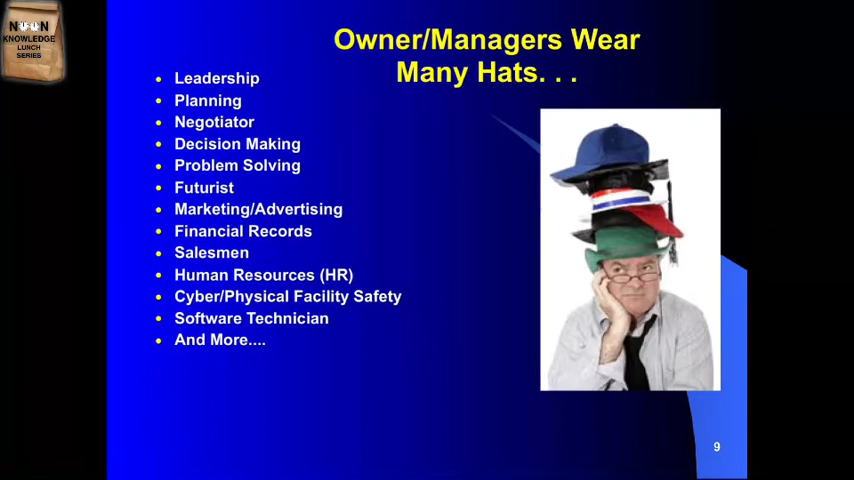 NOON
KNOWLEDGE
LUNCH
SERIES
Owner/Managers Wear
Many Hats. . .
• Leadership
• Planning
• Negotiator
• Decision Making
• Problem Solving
• Futurist
• Marketing/Advertising
• Financial Records
• Salesmen
• Human Resources (HR)
• Cyber/Physical Facility Safety
• Software Technician
• And More....
9